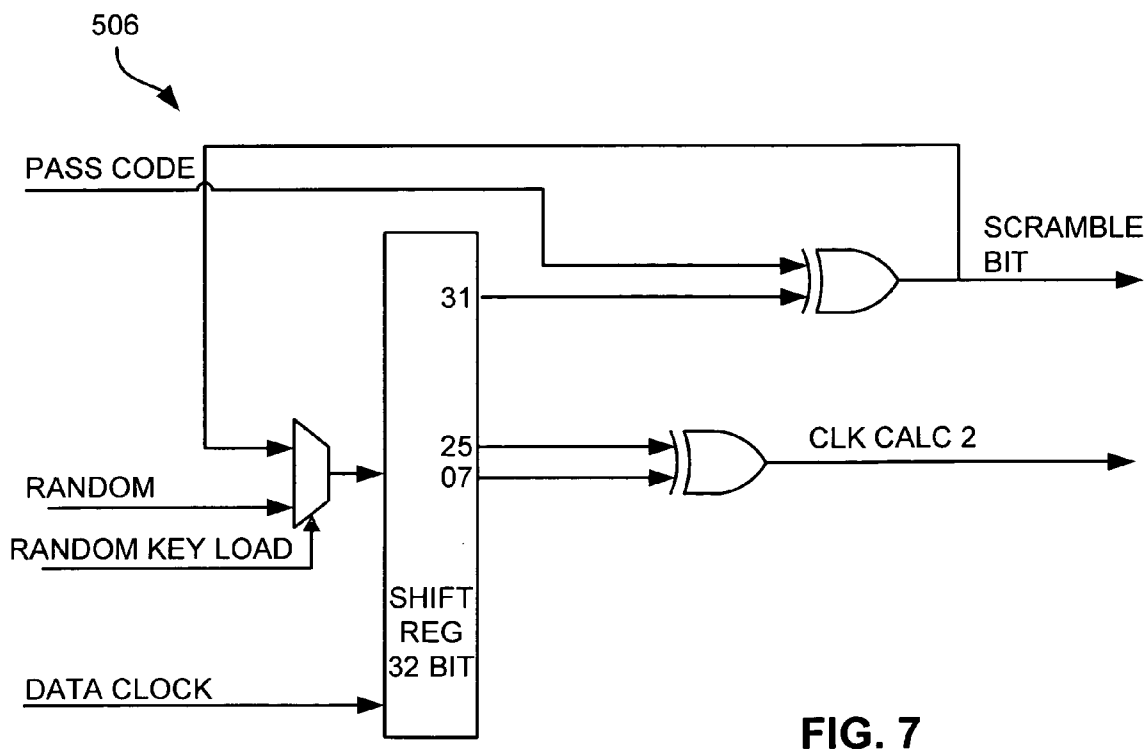 506
PASS CODE
SCRAMBLE
BIT
31
25
07
CLK CALC 2
RANDOM
RANDOM KEY LOAD
SHIFT
REG
32 BIT
DATA CLOCK
FIG. 7